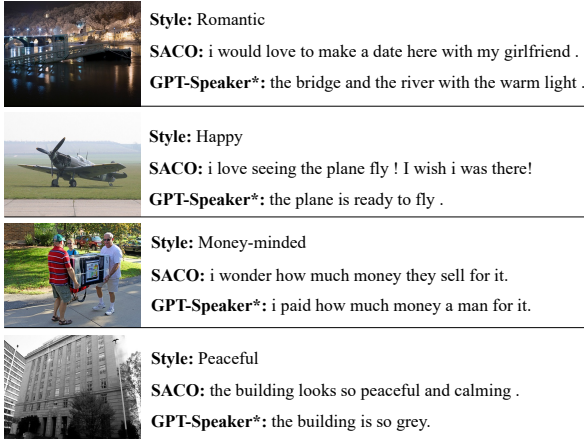 Style: Romantic
SACO: i would love to make a date here with my girlfriend .
GPT-Speaker*: the bridge and the river with the warm light .
Style: Happy
SACO: i love seeing the plane fly ! I wish i was there!
GPT-Speaker*: the plane is ready to fly .
Style: Money-minded
SACO: i wonder how much money they sell for it.
GPT-Speaker*: i paid how much money a man for it.
Style: Peaceful
SACO: the building looks so peaceful and calming .
GPT-Speaker*: the building is so grey.